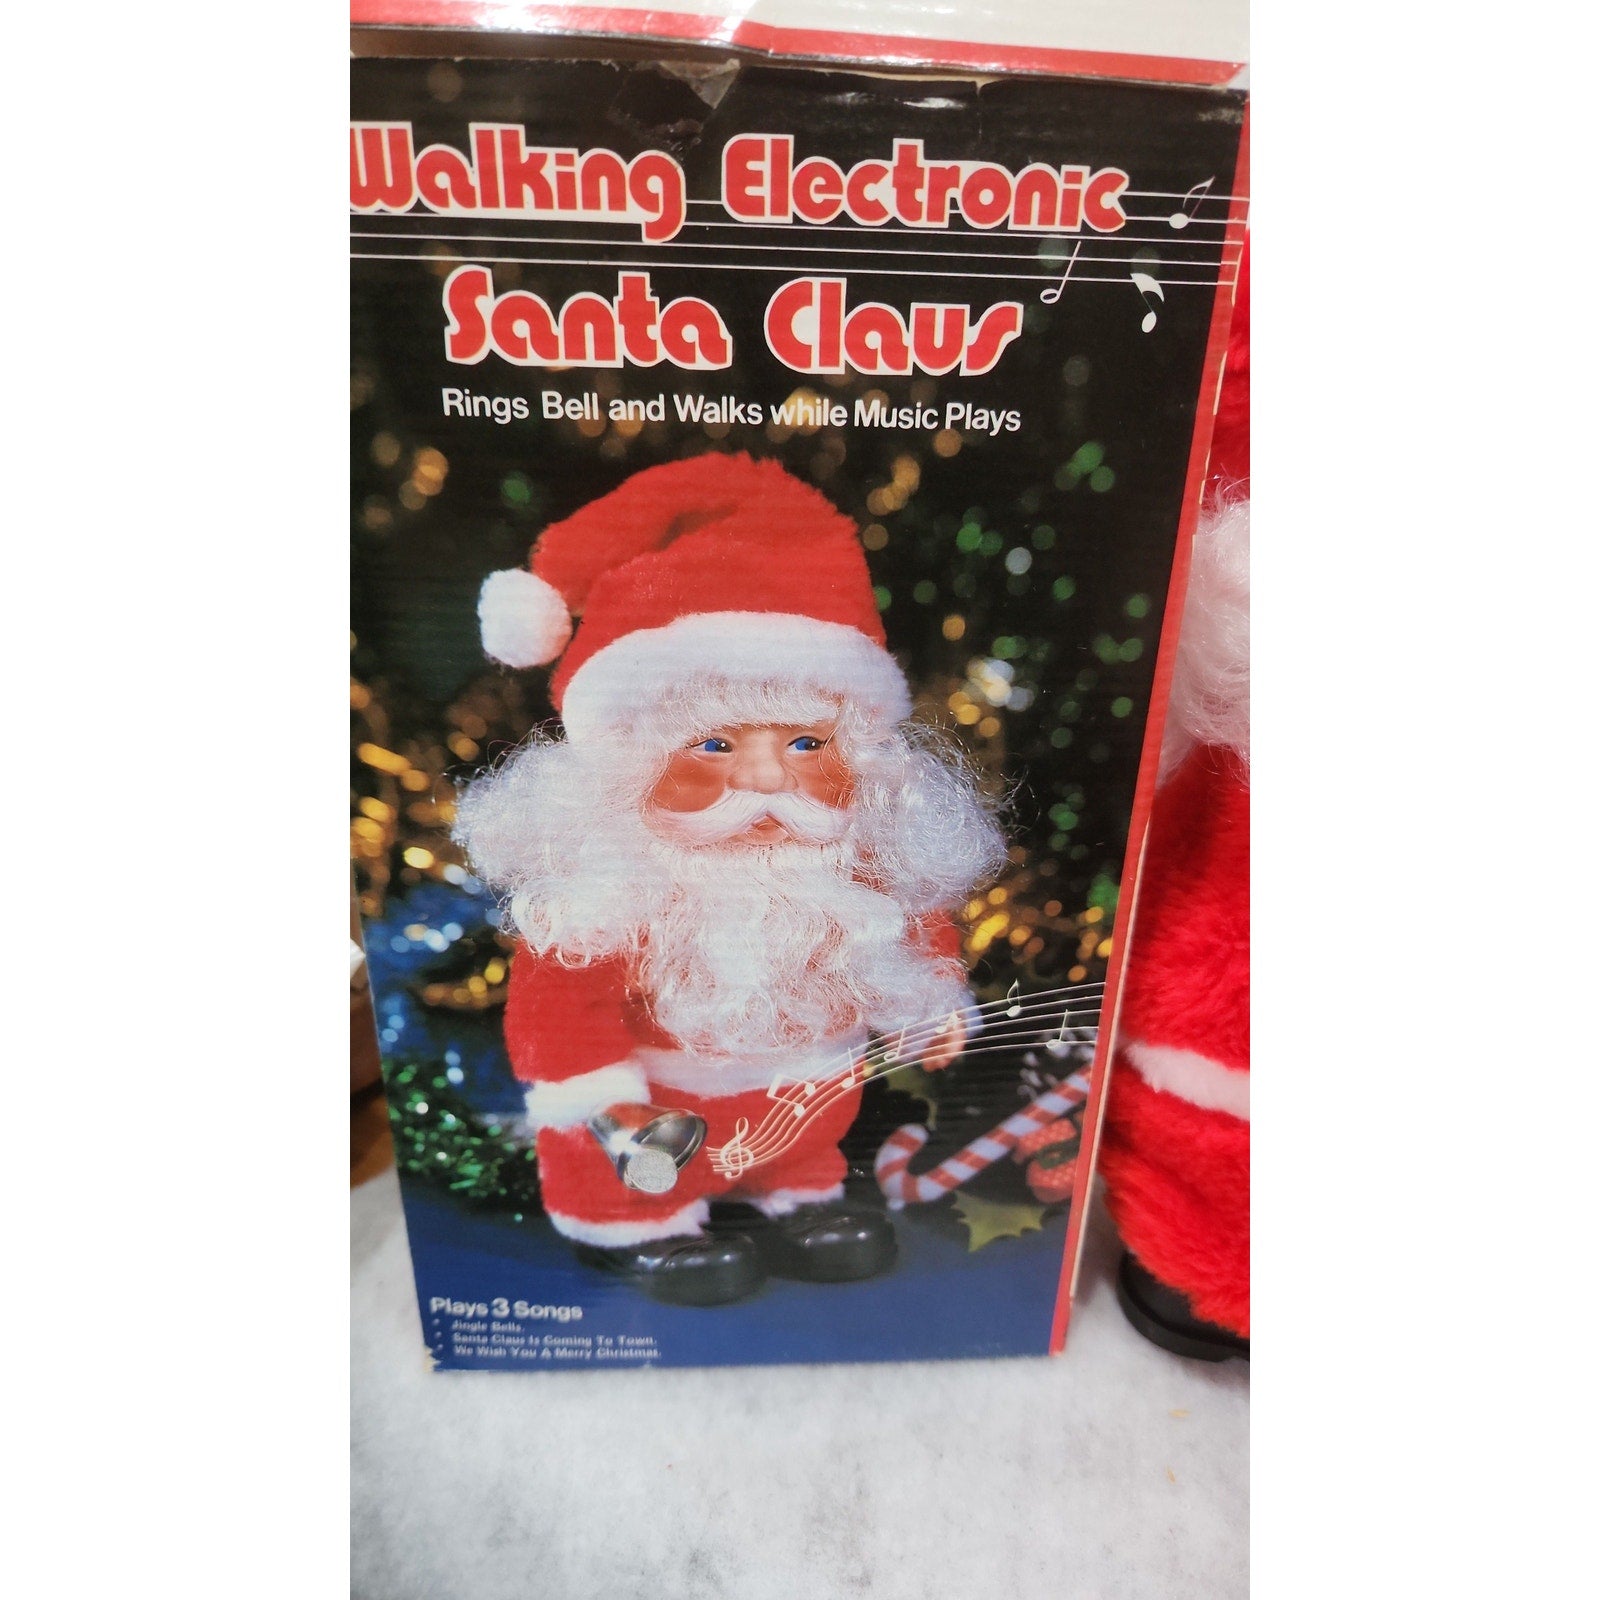 Walking Electronic
Santa Claus
Rings Bell and Walks while Music Plays
Plays 3 Songs
• Jingle Bells.
• Santa Claus Is Coming To Town.
• We Wish You A Merry Christmas.